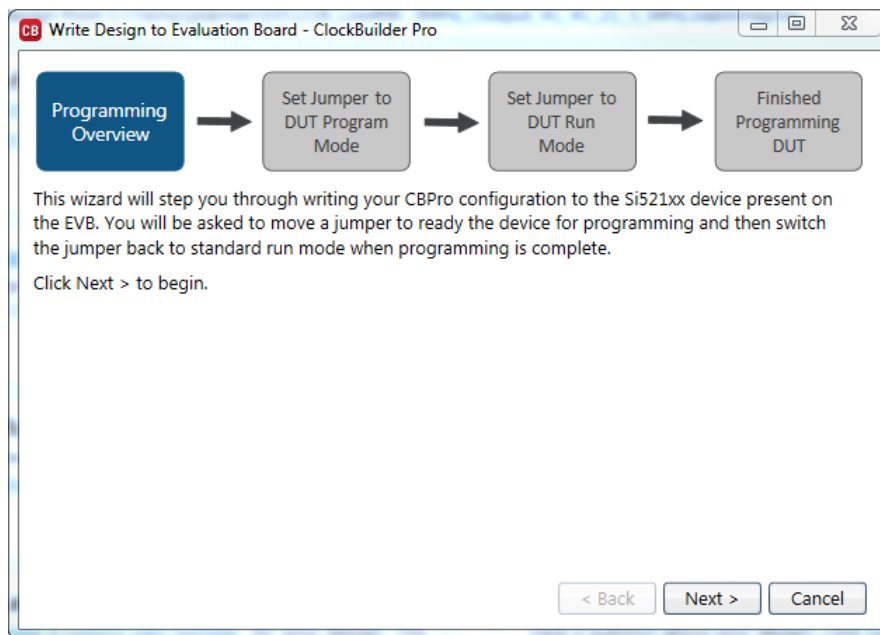 CB Write Design to Evaluation Board - ClockBuilder Pro
Programming
Overview
Set Jumper to
DUT Program
Mode
Set Jumper to
DUT Run
Mode
Finished
Programming
DUT
This wizard will step you through writing your CBPro configuration to the Si521xx device present on
the EVB. You will be asked to move a jumper to ready the device for programming and then switch
the jumper back to standard run mode when programming is complete.
Click Next > to begin.
< Back
Next >
Cancel